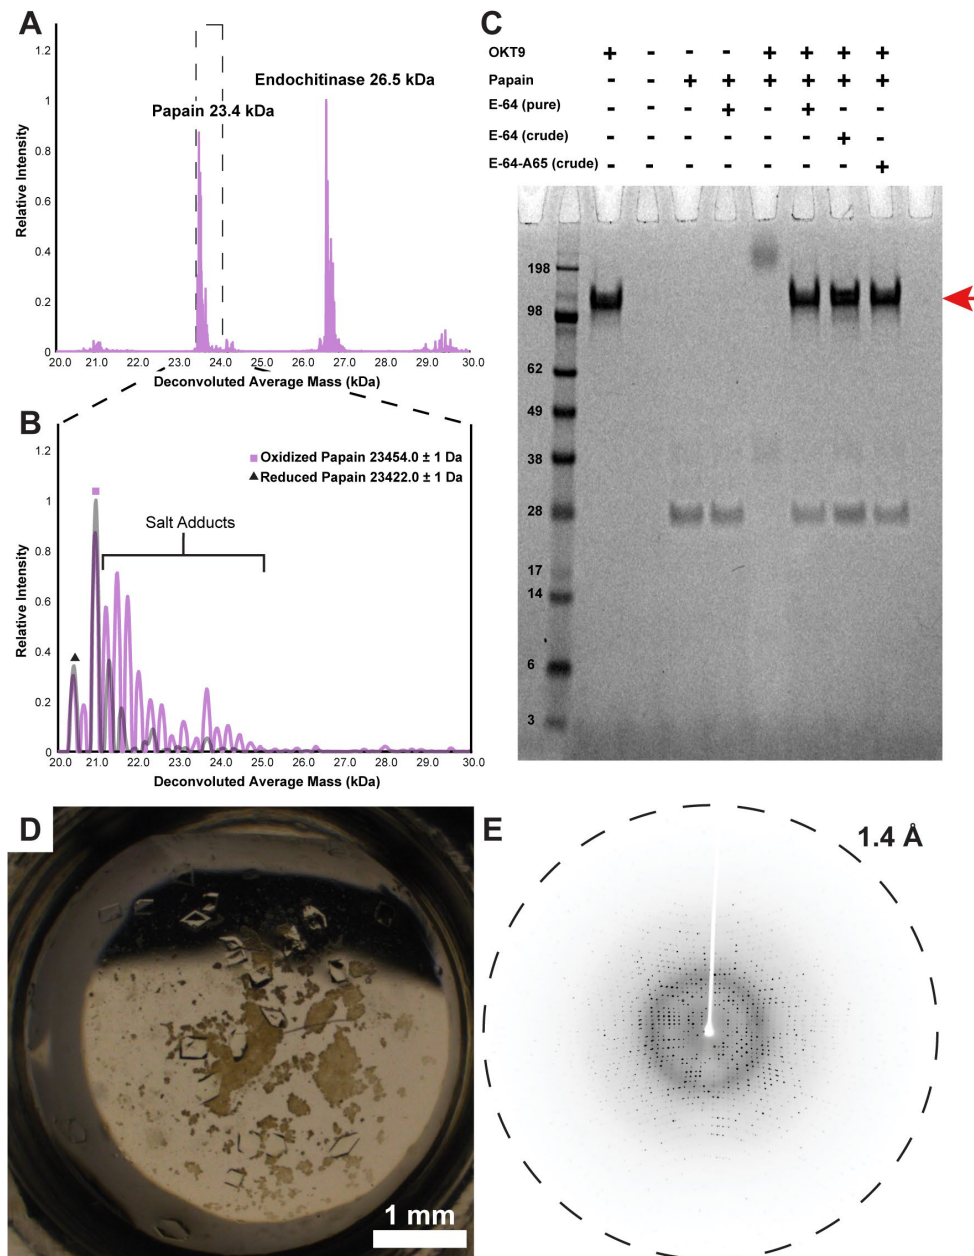 A
1.2
1
0.8
0.6
0.4
0.2
0
Relative Intensity
Endochitinase 26.5 kDa
Papain 23.4 kDa
20.0 21.0 22.0 23.0 24.0 25.0 26.0 27.0 28.0 29.0 30.0
Deconvoluted Average Mass (kDa)
B
1.2
1
0.8
0.6
0.4
0.2
0
Relative Intensity
Oxidized Papain 23454.0 ± 1 Da
Reduced Papain 23422.0 ± 1 Da
Salt Adducts
20.0 21.0 22.0 23.0 24.0 25.0 26.0 27.0 28.0 29.0 30.0
Deconvoluted Average Mass (kDa)
C
OKT9 + - - - + + + +
Papain - - + + + + + +
E-64 (pure) - - - + - + - -
E-64 (crude) - - - - - - + -
E-64-A65 (crude) - - - - - - - +
198
98
62
49
38
28
17
14
6
3
D
1 mm
E
1.4 Å